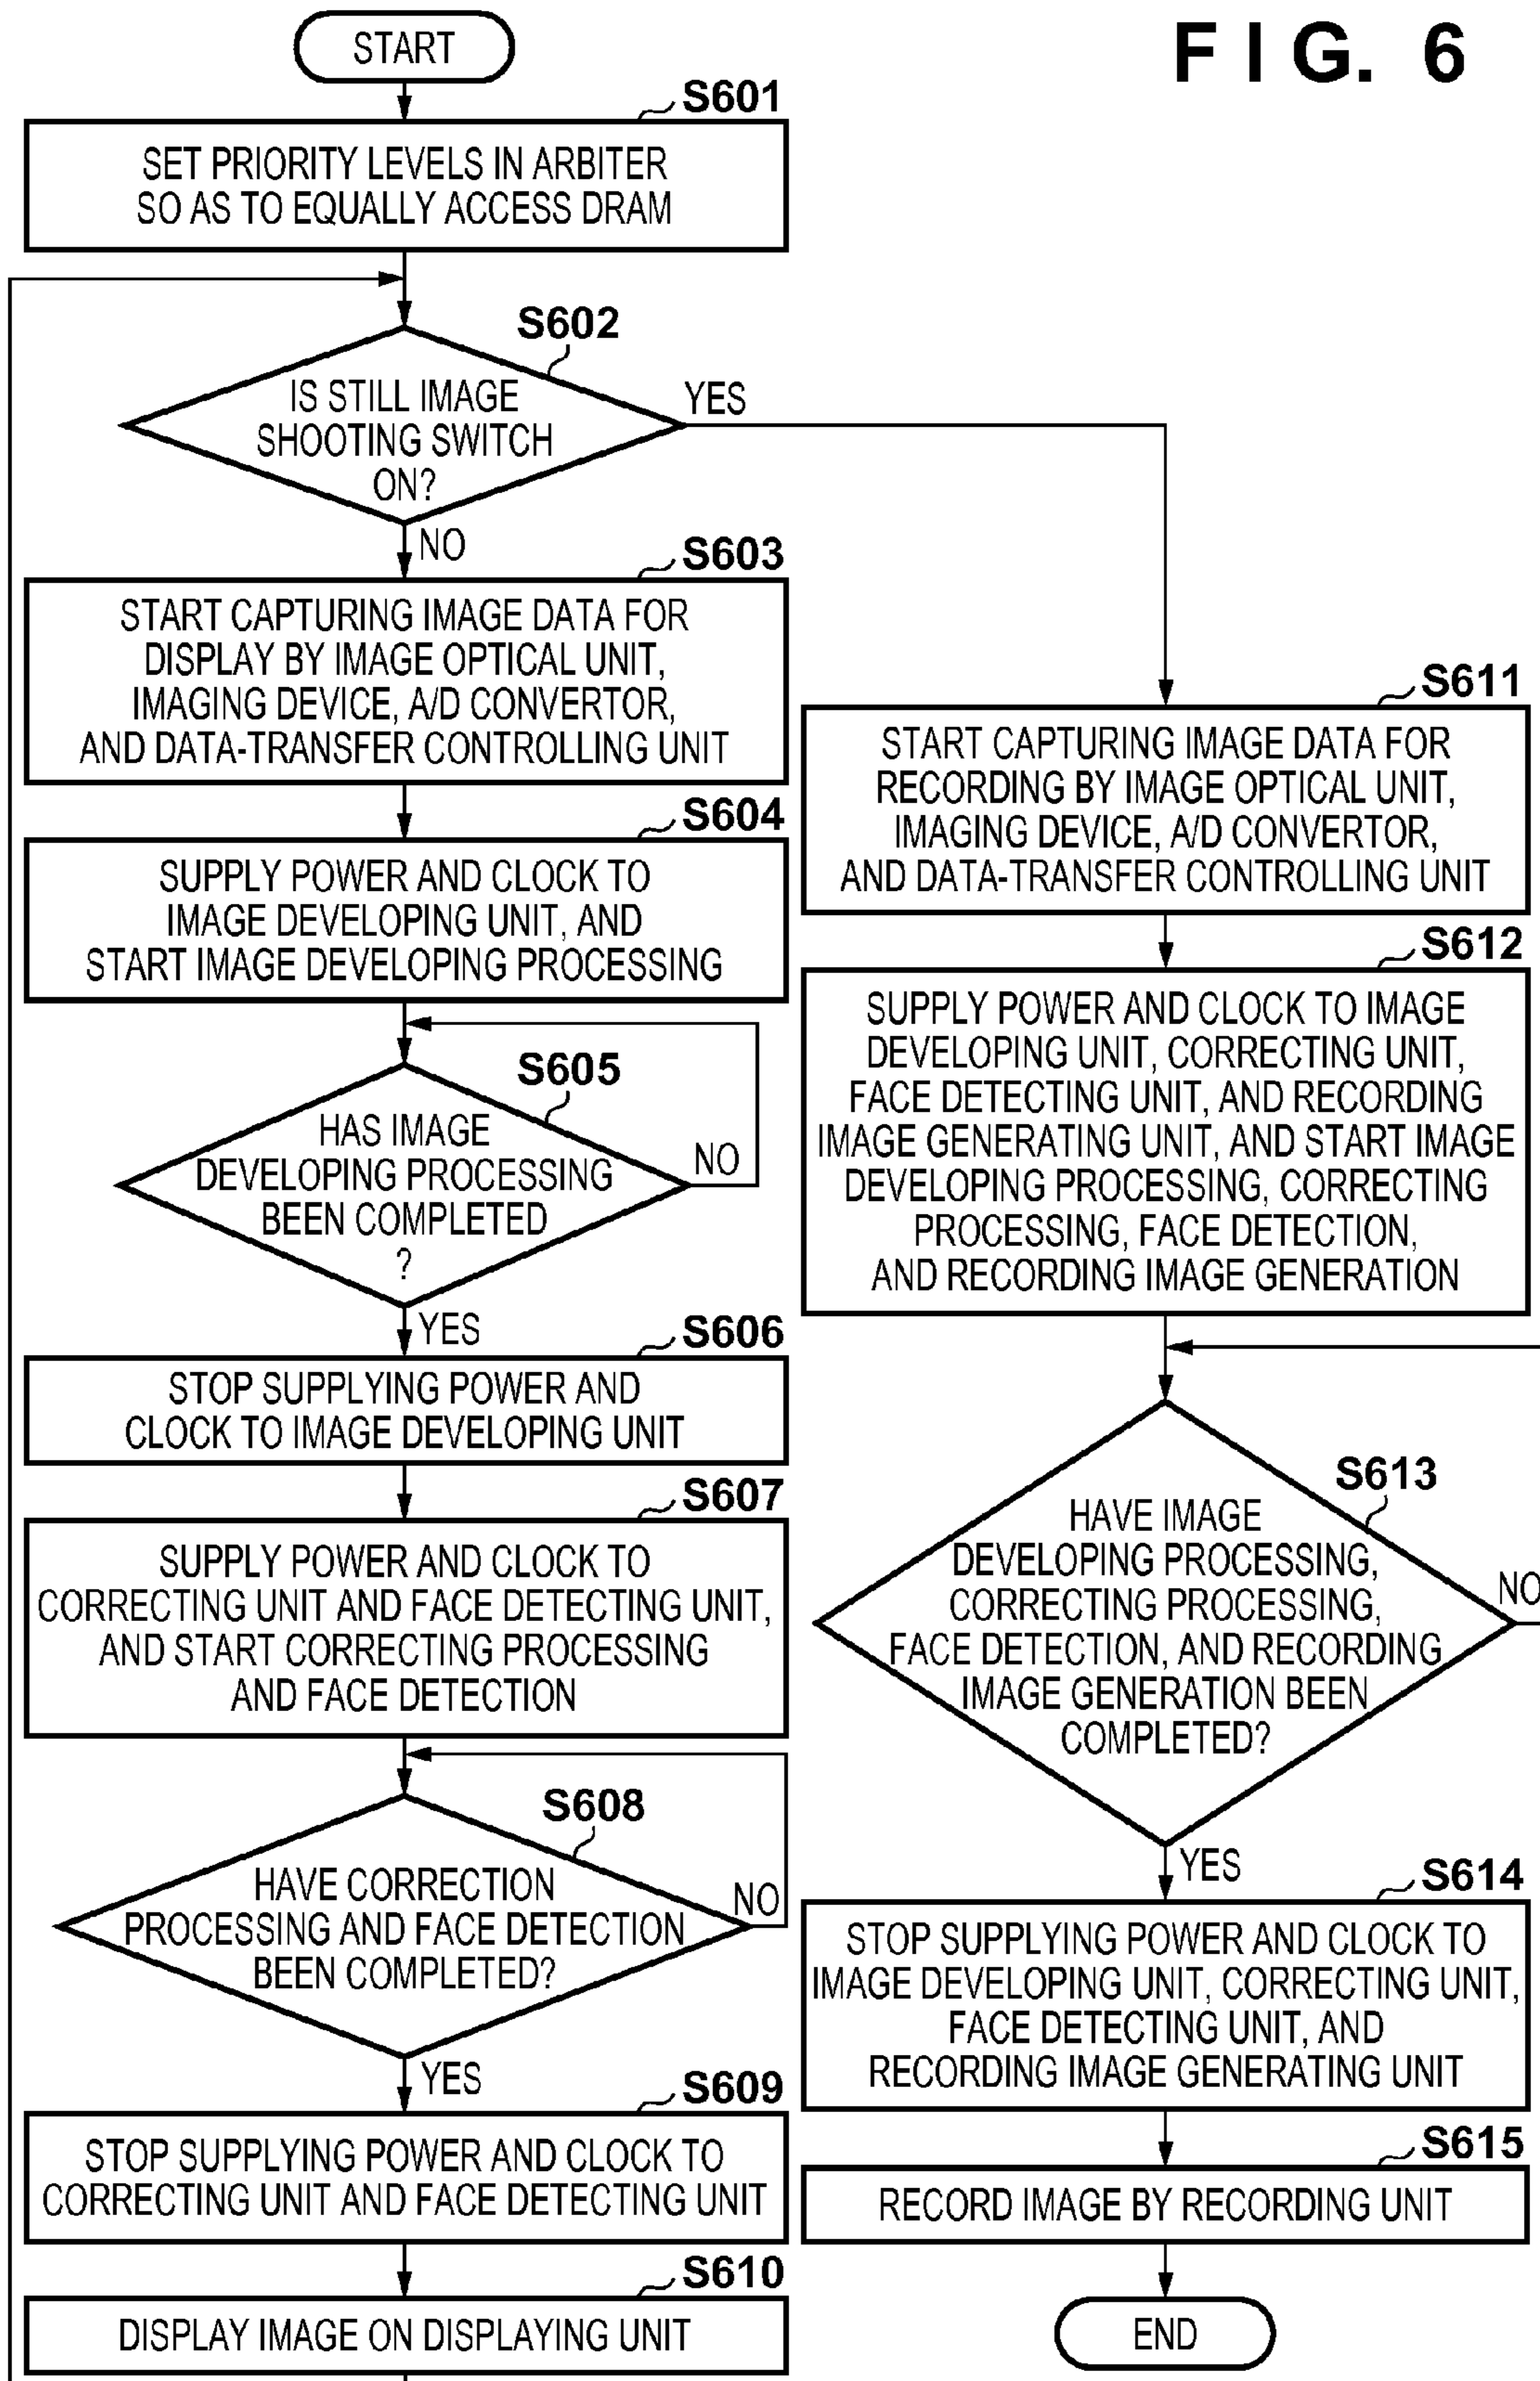 FIG. 6
START
S601
SET PRIORITY LEVELS IN ARBITER
SO AS TO EQUALLY ACCESS DRAM
S602
IS STILL IMAGE
SHOOTING SWITCH
ON?
YES
NO
S603
START CAPTURING IMAGE DATA FOR
DISPLAY BY IMAGE OPTICAL UNIT,
IMAGING DEVICE, A/D CONVERTOR,
AND DATA-TRANSFER CONTROLLING UNIT
S604
SUPPLY POWER AND CLOCK TO
IMAGE DEVELOPING UNIT, AND
START IMAGE DEVELOPING PROCESSING
S605
HAS IMAGE
DEVELOPING PROCESSING
BEEN COMPLETED
?
NO
YES
S606
STOP SUPPLYING POWER AND
CLOCK TO IMAGE DEVELOPING UNIT
S607
SUPPLY POWER AND CLOCK TO
CORRECTING UNIT AND FACE DETECTING UNIT,
AND START CORRECTING PROCESSING
AND FACE DETECTION
S608
HAVE CORRECTION
PROCESSING AND FACE DETECTION
BEEN COMPLETED?
NO
YES
S609
STOP SUPPLYING POWER AND CLOCK TO
CORRECTING UNIT AND FACE DETECTING UNIT
S610
DISPLAY IMAGE ON DISPLAYING UNIT
S611
START CAPTURING IMAGE DATA FOR
RECORDING BY IMAGE OPTICAL UNIT,
IMAGING DEVICE, A/D CONVERTOR,
AND DATA-TRANSFER CONTROLLING UNIT
S612
SUPPLY POWER AND CLOCK TO IMAGE
DEVELOPING UNIT, CORRECTING UNIT,
FACE DETECTING UNIT, AND RECORDING
IMAGE GENERATING UNIT, AND START IMAGE
DEVELOPING PROCESSING, CORRECTING
PROCESSING, FACE DETECTION,
AND RECORDING IMAGE GENERATION
S613
HAVE IMAGE
DEVELOPING PROCESSING,
CORRECTING PROCESSING,
FACE DETECTION, AND RECORDING
IMAGE GENERATION BEEN
COMPLETED?
NO
YES
S614
STOP SUPPLYING POWER AND CLOCK TO
IMAGE DEVELOPING UNIT, CORRECTING UNIT,
FACE DETECTING UNIT, AND
RECORDING IMAGE GENERATING UNIT
S615
RECORD IMAGE BY RECORDING UNIT
END